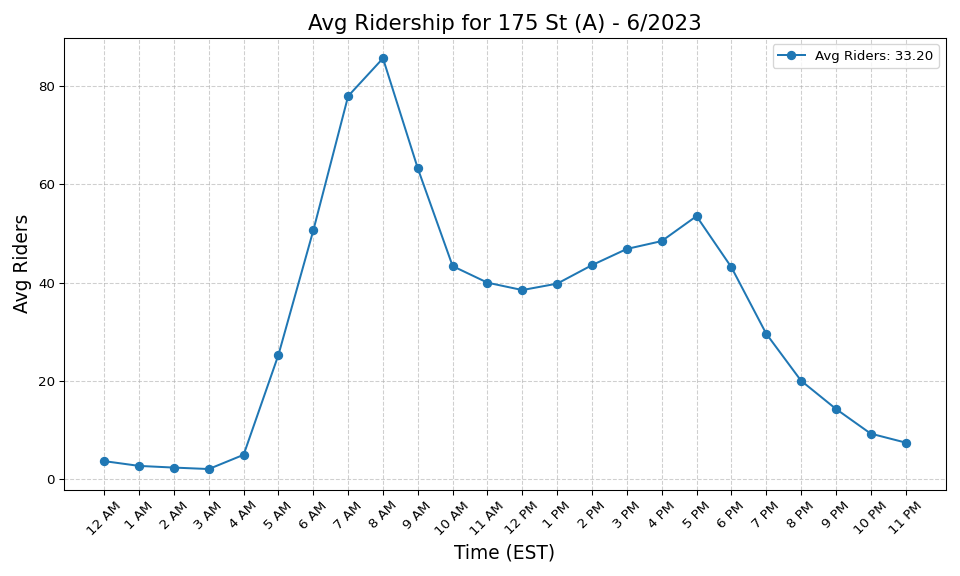 Avg Ridership for 175 St (A) - 6/2023
Avg Riders: 33.20
Avg Riders
80
60
40
20
0
12 AM
1 AM
2 AM
3 AM
4 AM
5 AM
6 AM
7 AM
8 AM
9 AM
10 AM
11 AM
12 PM
1 PM
2 PM
3 PM
4 PM
5 PM
6 PM
7 PM
8 PM
9 PM
10 PM
11 PM
Time (EST)